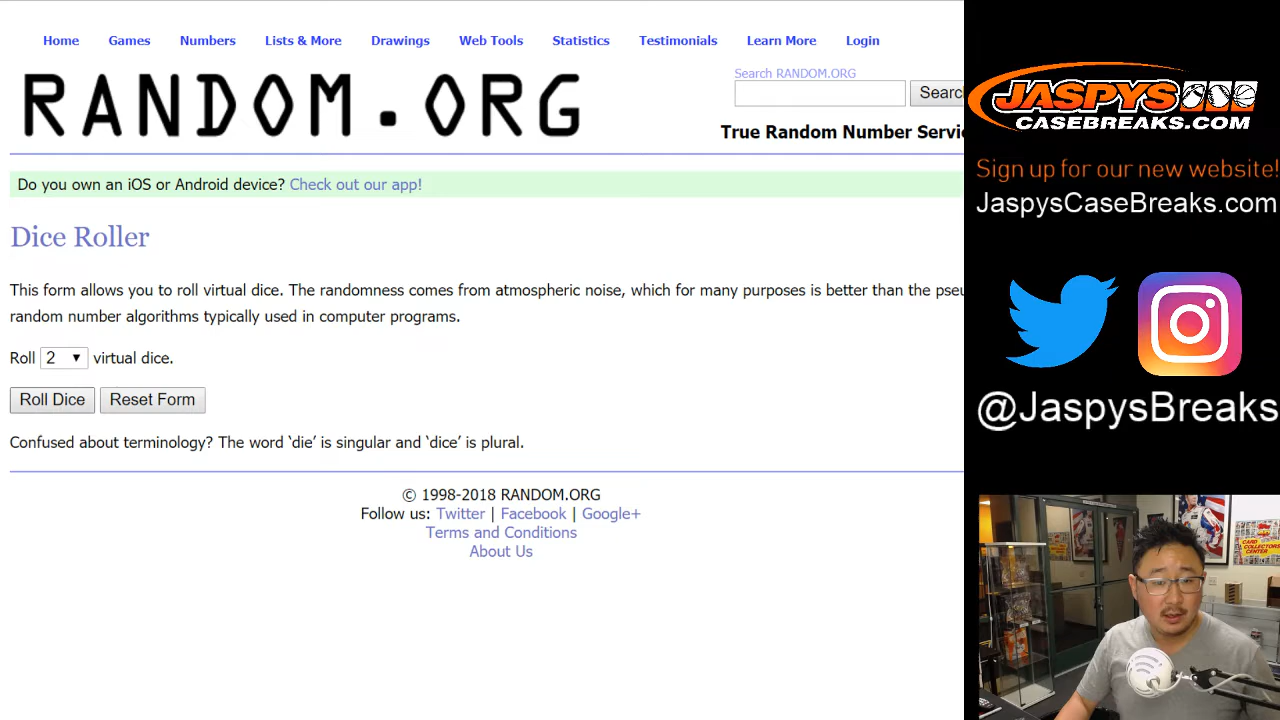 Home Games Numbers Lists & More Drawings Web Tools Statistics Testimonials Learn More Login
RANDOM.ORG
Search RANDOM.ORG
Search
True Random Number Servi
Do you own an iOS or Android device? Check out our app!
Dice Roller
This form allows you to roll virtual dice. The randomness comes from atmospheric noise, which for many purposes is better than the pseu
random number algorithms typically used in computer programs.
Roll 2 ▼ virtual dice.
Roll Dice Reset Form
Confused about terminology? The word ‘die’ is singular and ‘dice’ is plural.
© 1998-2018 RANDOM.ORG
Follow us: Twitter | Facebook | Google+
Terms and Conditions
About Us
JASPYS
CASEBREAKS.COM
Sign up for our new website!
JaspysCaseBreaks.com
@JaspysBreaks
CARD
COLLECTORS
CENTER